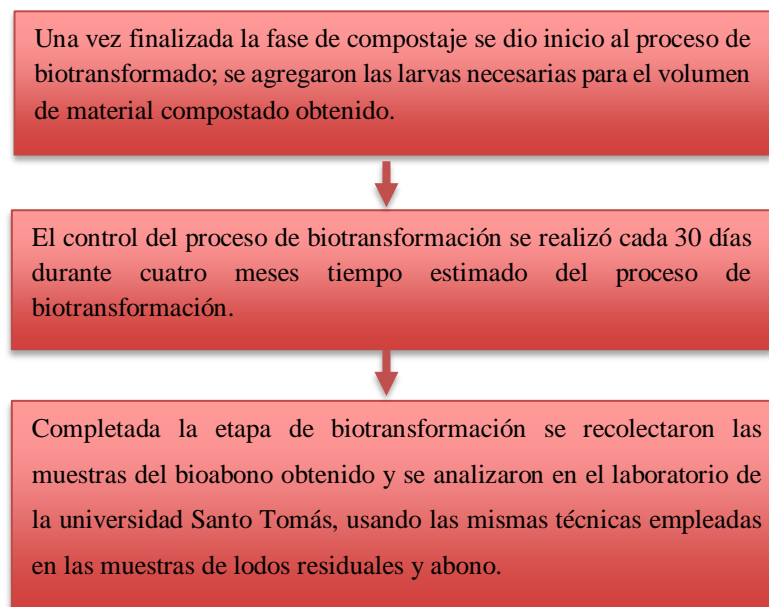 Una vez finalizada la fase de compostaje se dio inicio al proceso de
biotransformado; se agregaron las larvas necesarias para el volumen
de material compostado obtenido.
El control del proceso de biotransformación se realizó cada 30 días
durante cuatro meses tiempo estimado del proceso de
biotransformación.
Completada la etapa de biotransformación se recolectaron las
muestras del bioabono obtenido y se analizaron en el laboratorio de
la universidad Santo Tomás, usando las mismas técnicas empleadas
en las muestras de lodos residuales y abono.